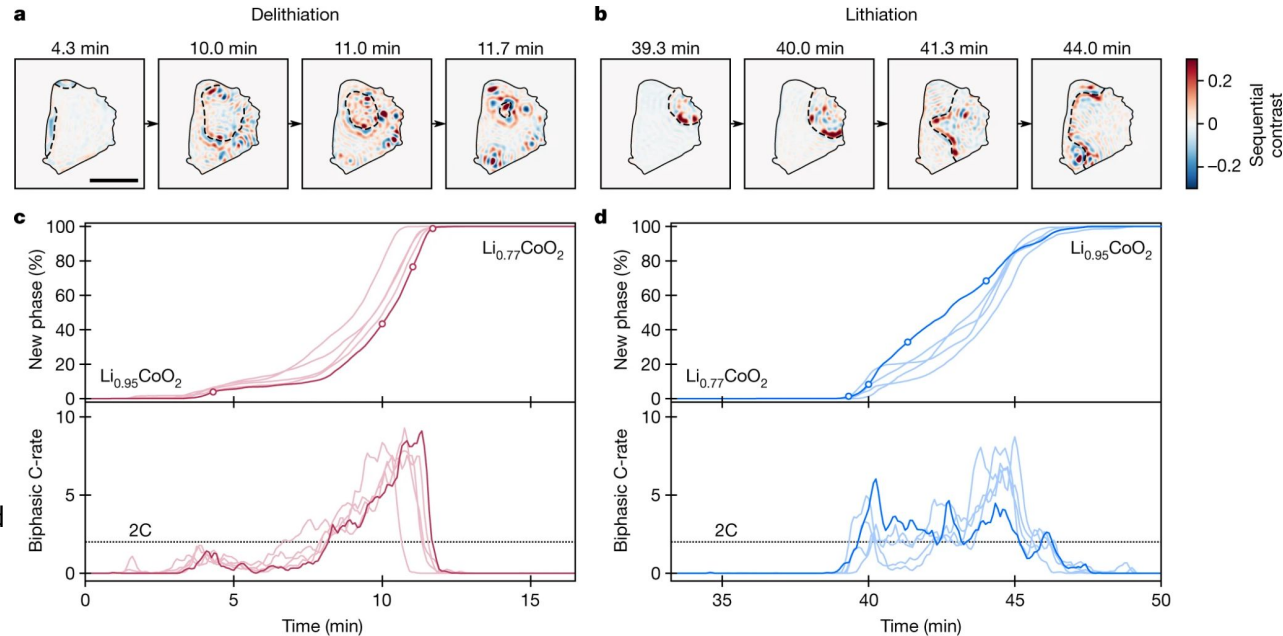 a Delithiation
4.3 min 10.0 min 11.0 min 11.7 min
b Lithiation
39.3 min 40.0 min 41.3 min 44.0 min
0.2
0
−0.2
Sequential
contrast
c
New phase (%)
100
80
60
40
20
0
Li0.95CoO2
Li0.77CoO2
Biphasic C-rate
10
5
0
2C
0 5 10 15
Time (min)
d
New phase (%)
100
80
60
40
20
0
Li0.77CoO2
Li0.95CoO2
Biphasic C-rate
10
5
0
2C
35 40 45 50
Time (min)